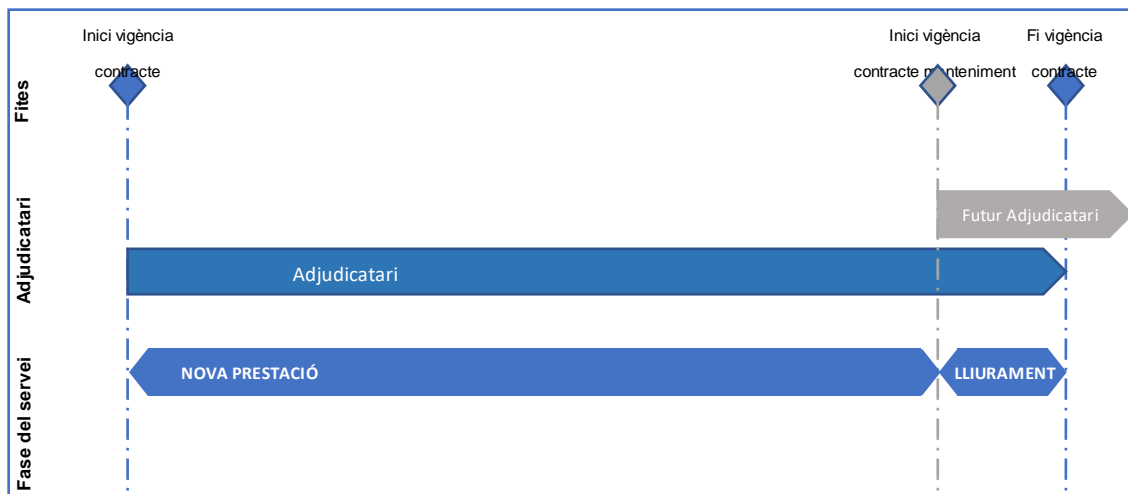 Inici vigència
contracte
Inici vigència
contracte manteniment
Fi vigència
contracte
Fites
Futur Adjudicatari
Adjudicatari
Adjudicatari
NOVA PRESTACIÓ
LLIURAMENT
Fase del servei